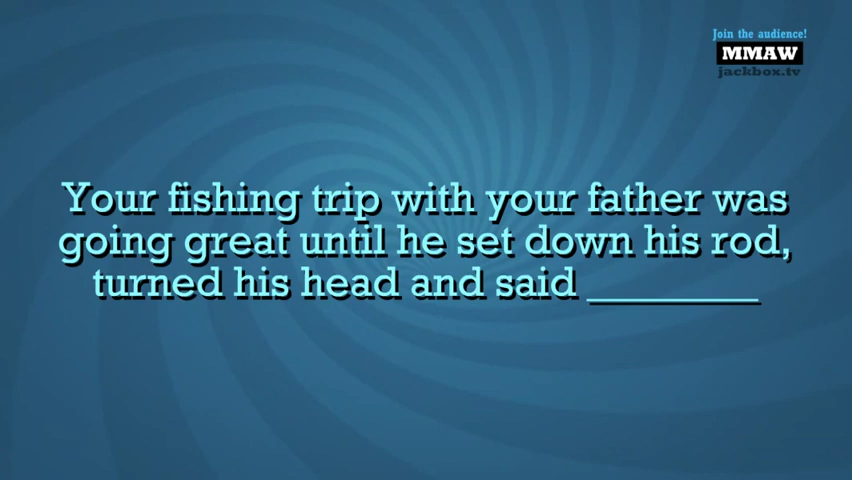 Join the audience!
MMAW
jackbox.tv
Your fishing trip with your father was
going great until he set down his rod,
turned his head and said ________